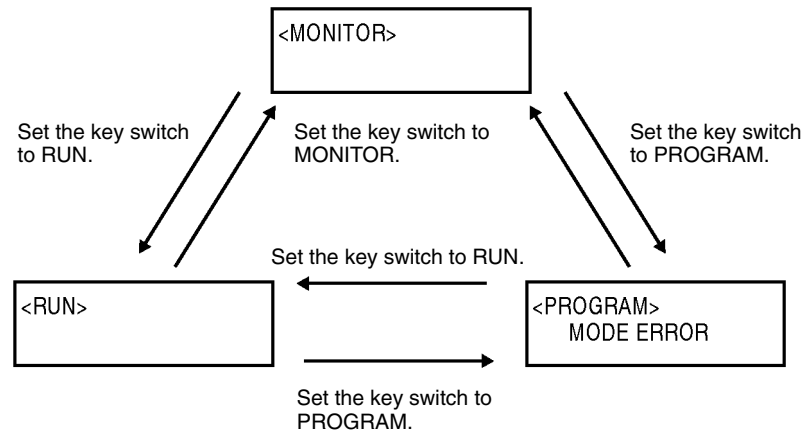 <MONITOR>
Set the key switch
to RUN.
Set the key switch to
MONITOR.
Set the key switch
to PROGRAM.
Set the key switch to RUN.
<RUN>
<PROGRAM>
MODE ERROR
Set the key switch to
PROGRAM.